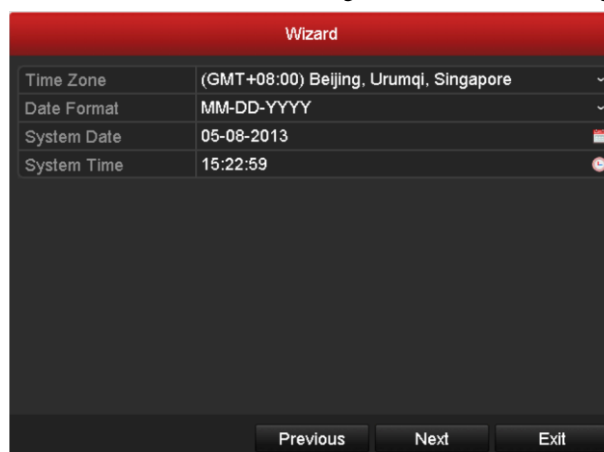 Wizard
Time Zone (GMT+08:00) Beijing, Urumqi, Singapore
Date Format MM-DD-YYYY
System Date 05-08-2013
System Time 15:22:59
Previous Next Exit